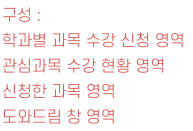 구성 :
학과별 과목 수강 신청 영역
관심과목 수강 현황 영역
신청한 과목 영역
도와드림 창 영역